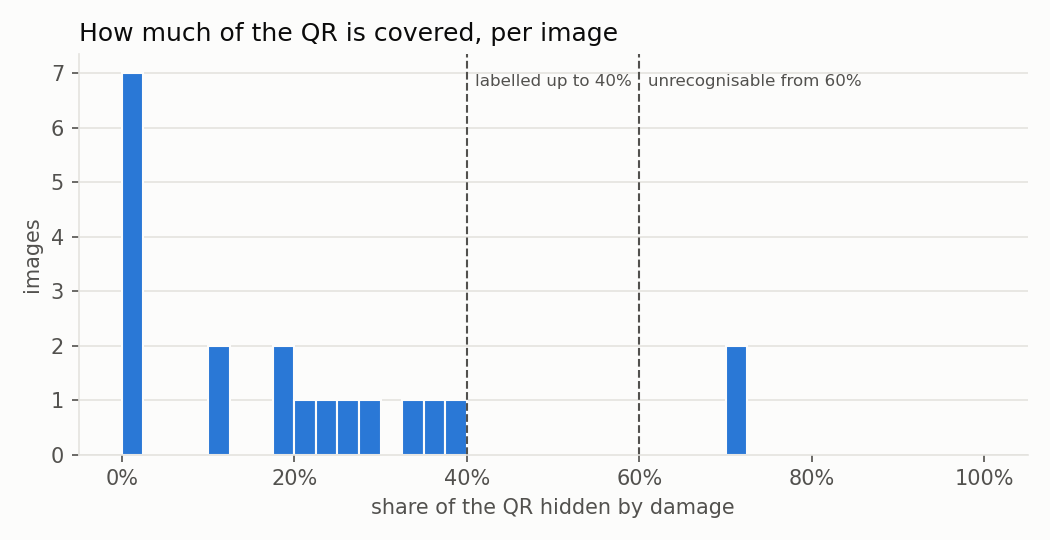 How much of the QR is covered, per image
7
6
5
4
3
2
1
0
images
labelled up to 40%
unrecognisable from 60%
0%
20%
40%
60%
80%
100%
share of the QR hidden by damage